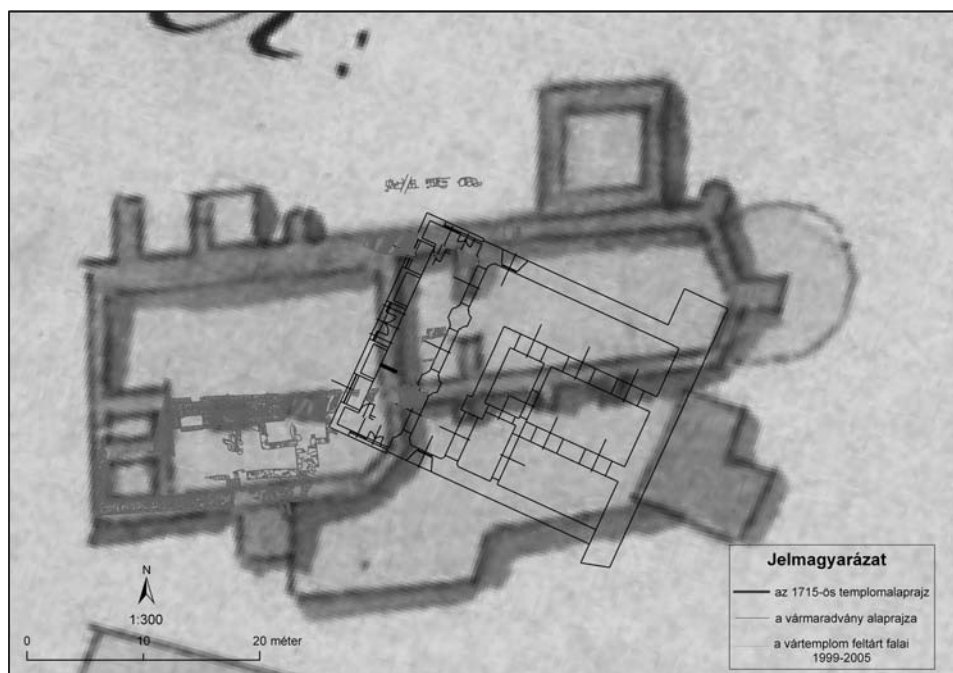 N
1:300
0 10 20 méter
Jelmagyarázat
az 1715-ös templomalaprajz
a vármaradvány alaprajza
a vártemplom feltárt falai
1999-2005